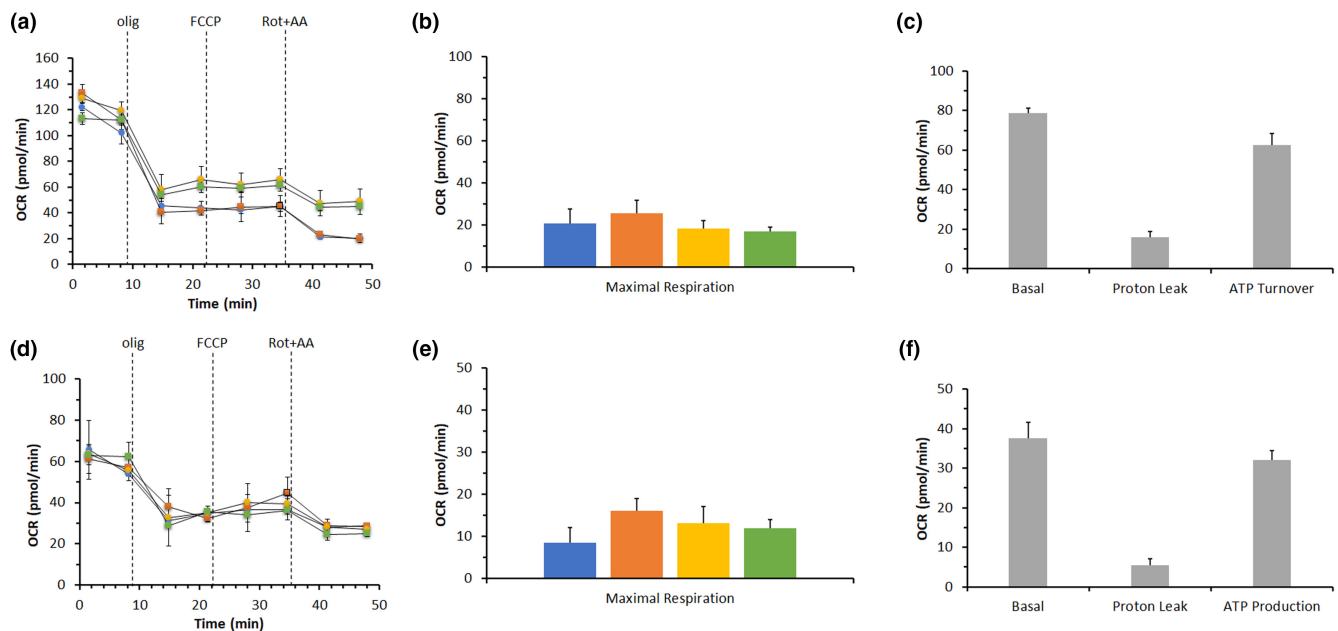 (a)
olig FCCP Rot+AA
OCR (pmol/min)
160
140
120
100
80
60
40
20
0
0 10 20 30 40 50
Time (min)
(b)
OCR (pmol/min)
100
80
60
40
20
0
Maximal Respiration
(c)
OCR (pmol/min)
100
80
60
40
20
0
Basal Proton Leak ATP Turnover
(d)
olig FCCP Rot+AA
OCR (pmol/min)
100
80
60
40
20
0
0 10 20 30 40 50
Time (min)
(e)
OCR (pmol/min)
50
40
30
20
10
0
Maximal Respiration
(f)
OCR (pmol/min)
50
40
30
20
10
0
Basal Proton Leak ATP Production